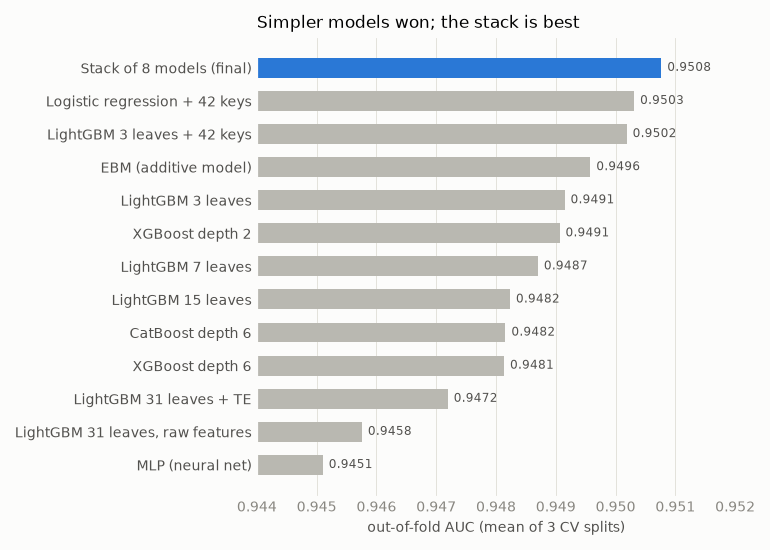 Simpler models won; the stack is best
Stack of 8 models (final) 0.9508
Logistic regression + 42 keys 0.9503
LightGBM 3 leaves + 42 keys 0.9502
EBM (additive model) 0.9496
LightGBM 3 leaves 0.9491
XGBoost depth 2 0.9491
LightGBM 7 leaves 0.9487
LightGBM 15 leaves 0.9482
CatBoost depth 6 0.9482
XGBoost depth 6 0.9481
LightGBM 31 leaves + TE 0.9472
LightGBM 31 leaves, raw features 0.9458
MLP (neural net) 0.9451
0.944 0.945 0.946 0.947 0.948 0.949 0.950 0.951 0.952
out-of-fold AUC (mean of 3 CV splits)